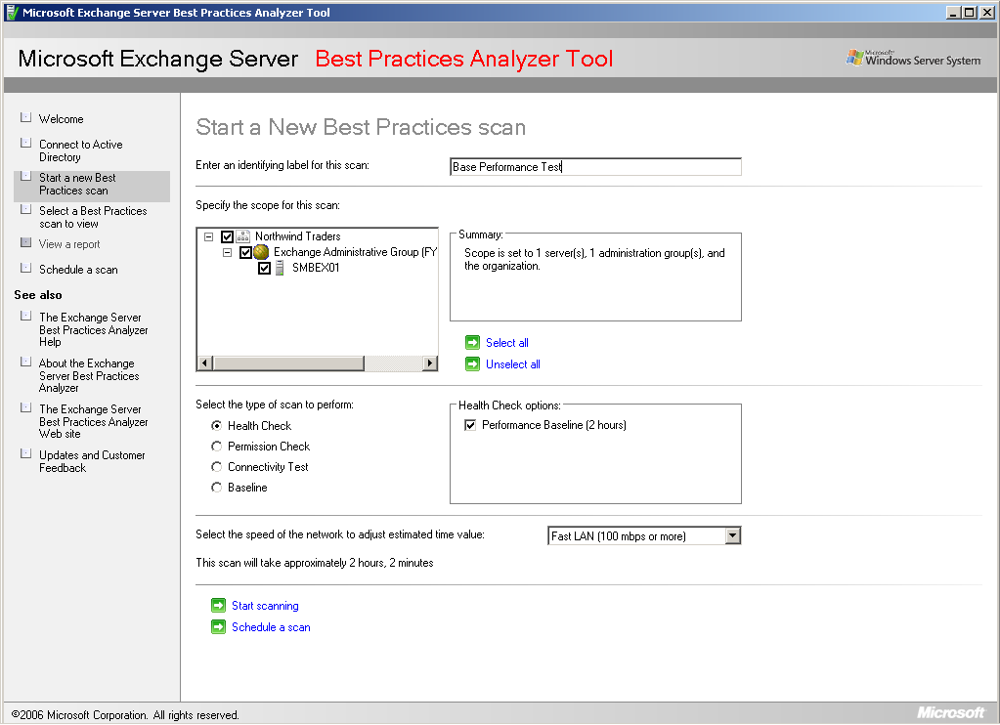 Microsoft Exchange Server Best Practices Analyzer Tool
Microsoft Exchange Server Best Practices Analyzer Tool
Microsoft
Windows Server System
Welcome
Connect to Active
Directory
Start a new Best
Practices scan
Select a Best Practices
scan to view
View a report
Schedule a scan
See also
The Exchange Server
Best Practices Analyzer
Help
About the Exchange
Server Best Practices
Analyzer
The Exchange Server
Best Practices Analyzer
Web site
Updates and Customer
Feedback
Start a New Best Practices scan
Enter an identifying label for this scan:
Base Performance Test
Specify the scope for this scan:
Northwind Traders
Exchange Administrative Group (FY
SMBEX01
Summary:
Scope is set to 1 server(s), 1 administration group(s), and
the organization.
Select all
Unselect all
Select the type of scan to perform:
Health Check
Permission Check
Connectivity Test
Baseline
Health Check options:
Performance Baseline (2 hours)
Select the speed of the network to adjust estimated time value:
Fast LAN (100 mbps or more)
This scan will take approximately 2 hours, 2 minutes
Start scanning
Schedule a scan
©2006 Microsoft Corporation. All rights reserved.
Microsoft